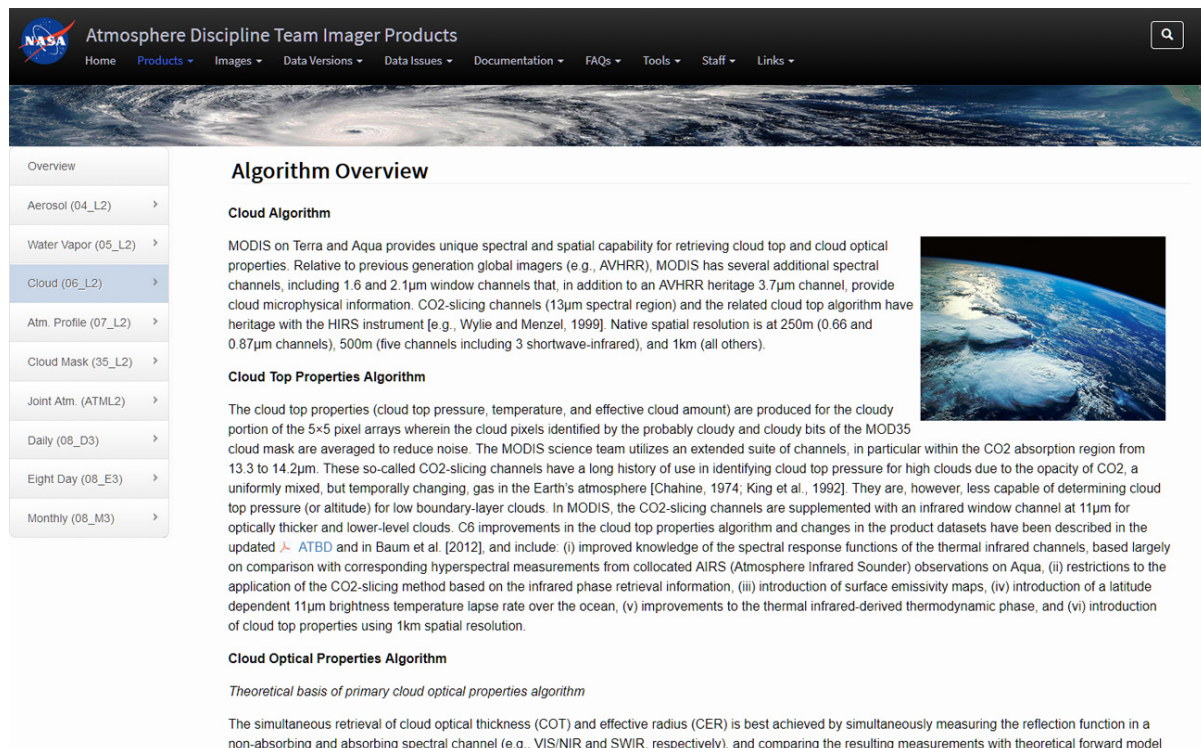 NASA
Atmosphere Discipline Team Imager Products
Home Products Images Data Versions Data Issues Documentation FAQs Tools Staff Links
Overview
Aerosol (04_L2)
Water Vapor (05_L2)
Cloud (06_L2)
Atm. Profile (07_L2)
Cloud Mask (35_L2)
Joint Atm. (ATML2)
Daily (08_D3)
Eight Day (08_E3)
Monthly (08_M3)
Algorithm Overview
Cloud Algorithm
MODIS on Terra and Aqua provides unique spectral and spatial capability for retrieving cloud top and cloud optical
properties. Relative to previous generation global imagers (e.g., AVHRR), MODIS has several additional spectral
channels, including 1.6 and 2.1µm window channels that, in addition to an AVHRR heritage 3.7µm channel, provide
cloud microphysical information. CO2-slicing channels (13µm spectral region) and the related cloud top algorithm have
heritage with the HIRS instrument [e.g., Wylie and Menzel, 1999]. Native spatial resolution is at 250m (0.66 and
0.87µm channels), 500m (five channels including 3 shortwave-infrared), and 1km (all others).
Cloud Top Properties Algorithm
The cloud top properties (cloud top pressure, temperature, and effective cloud amount) are produced for the cloudy
portion of the 5×5 pixel arrays wherein the cloud pixels identified by the probably cloudy and cloudy bits of the MOD35
cloud mask are averaged to reduce noise. The MODIS science team utilizes an extended suite of channels, in particular within the CO2 absorption region from
13.3 to 14.2µm. These so-called CO2-slicing channels have a long history of use in identifying cloud top pressure for high clouds due to the opacity of CO2, a
uniformly mixed, but temporally changing, gas in the Earth's atmosphere [Chahine, 1974; King et al., 1992]. They are, however, less capable of determining cloud
top pressure (or altitude) for low boundary-layer clouds. In MODIS, the CO2-slicing channels are supplemented with an infrared window channel at 11µm for
optically thicker and lower-level clouds. C6 improvements in the cloud top properties algorithm and changes in the product datasets have been described in the
updated ATBD and in Baum et al. [2012], and include: (i) improved knowledge of the spectral response functions of the thermal infrared channels, based largely
on comparison with corresponding hyperspectral measurements from collocated AIRS (Atmosphere Infrared Sounder) observations on Aqua, (ii) restrictions to the
application of the CO2-slicing method based on the infrared phase retrieval information, (iii) introduction of surface emissivity maps, (iv) introduction of a latitude
dependent 11µm brightness temperature lapse rate over the ocean, (v) improvements to the thermal infrared-derived thermodynamic phase, and (vi) introduction
of cloud top properties using 1km spatial resolution.
Cloud Optical Properties Algorithm
Theoretical basis of primary cloud optical properties algorithm
The simultaneous retrieval of cloud optical thickness (COT) and effective radius (CER) is best achieved by simultaneously measuring the reflection function in a
non-absorbing and absorbing spectral channel (e.g., VIS/NIR and SWIR, respectively), and comparing the resulting measurements with theoretical forward model